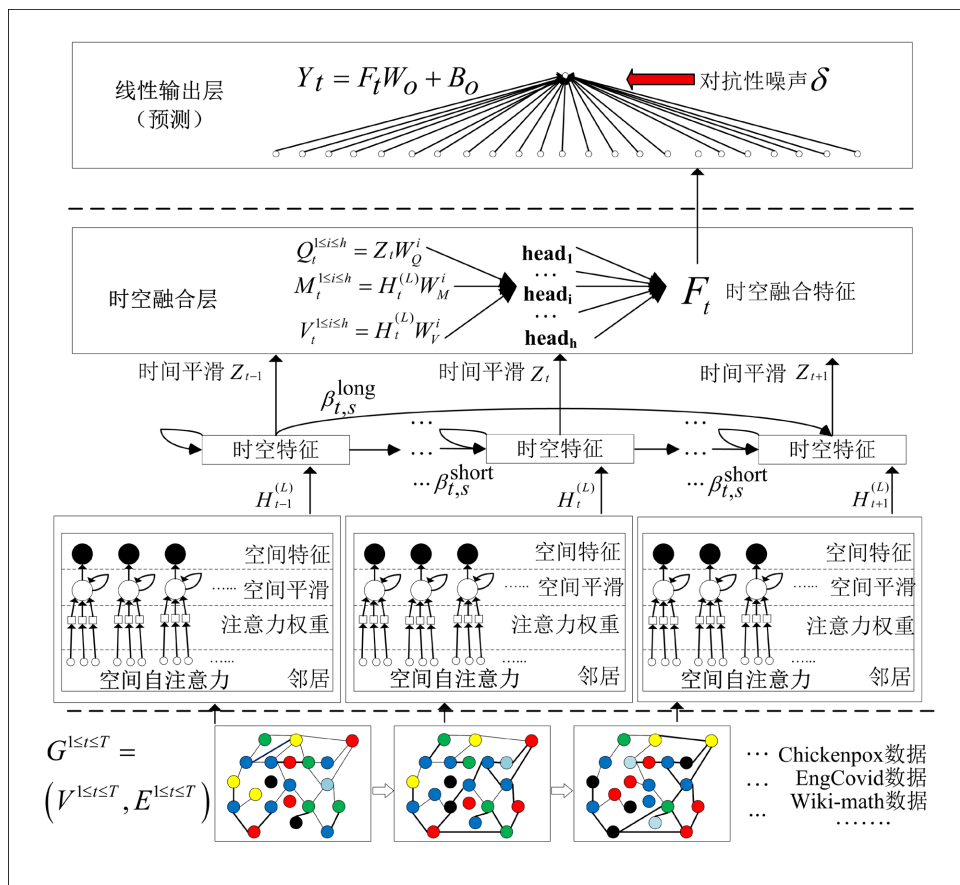 线性输出层
（预测）
Y_t = F_t W_O + B_O
对抗性噪声δ
时空融合层
Q_t^{1≤i≤h} = Z_t W_Q^i
M_t^{1≤i≤h} = H_t^{(L)} W_M^i
V_t^{1≤i≤h} = H_t^{(L)} W_V^i
head_1
...
head_i
...
head_h
F_t 时空融合特征
时间平滑 Z_{t-1}
时间平滑 Z_t
时间平滑 Z_{t+1}
β_{t,s}^{long}
...
...
时空特征
...
时空特征
...
时空特征
... β_{t,s}^{short}
... β_{t,s}^{short}
H_{t-1}^{(L)}
H_t^{(L)}
H_{t+1}^{(L)}
空间特征
......空间平滑
注意力权重
......
空间自注意力
邻居
空间特征
......空间平滑
注意力权重
......
空间自注意力
邻居
空间特征
......空间平滑
注意力权重
......
空间自注意力
邻居
G^{1≤t≤T} =
(V^{1≤t≤T}, E^{1≤t≤T})
... Chickenpox数据
... EngCovid数据
Wiki-math数据
... .......